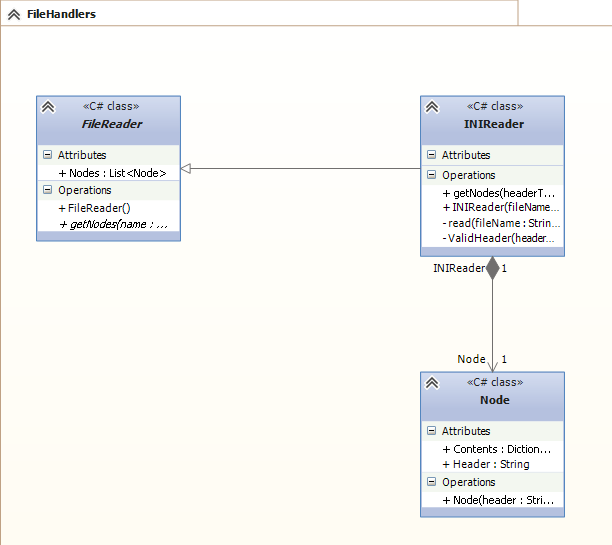 FileHandlers
«C# class»
FileReader
Attributes
+ Nodes : List<Node>
Operations
+ FileReader()
+ getNodes(name : ...
«C# class»
INIReader
Attributes
Operations
+ getNodes(headerT...
+ INIReader(fileName...
- read(fileName : Strin...
- ValidHeader(header...
INIReader 1
Node 1
«C# class»
Node
Attributes
+ Contents : Diction...
+ Header : String
Operations
+ Node(header : Stri...